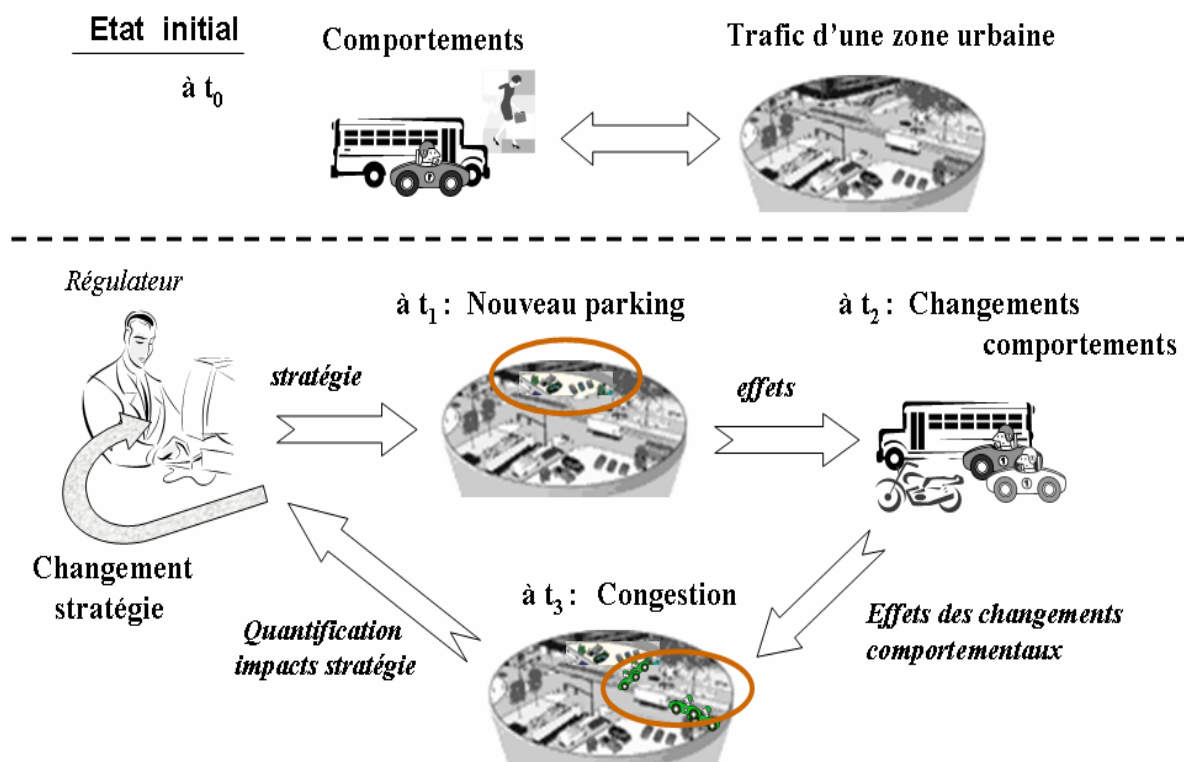 Etat initial
à t0
Comportements
Trafic d'une zone urbaine
Régulateur
stratégie
à t1 : Nouveau parking
effets
à t2 : Changements
comportements
Changement
stratégie
Quantification
impacts stratégie
à t3 : Congestion
Effets des changements
comportementaux